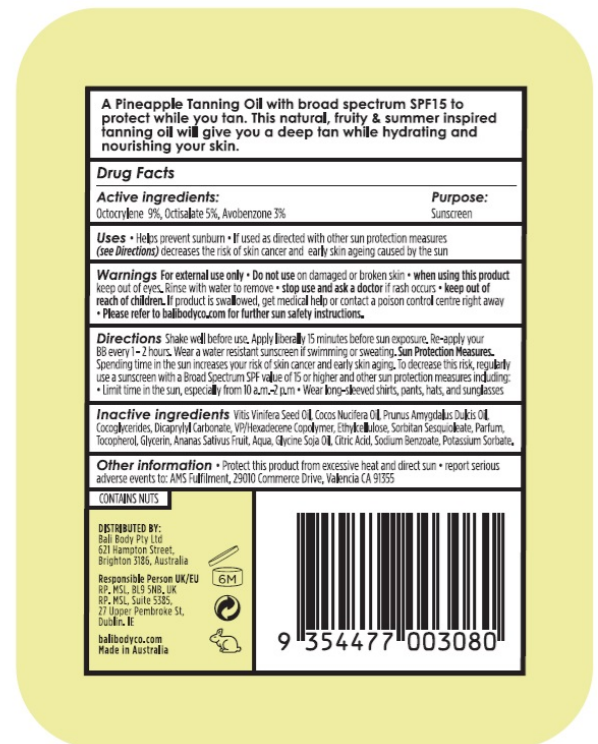 A Pineapple Tanning Oil with broad spectrum SPF15 to
protect while you tan. This natural, fruity & summer inspired
tanning oil will give you a deep tan while hydrating and
nourishing your skin.
Drug Facts
Active ingredients: Purpose:
Octocrylene 9%, Octisalate 5%, Avobenzone 3% Sunscreen
Uses • Helps prevent sunburn • If used as directed with other sun protection measures
(see Directions) decreases the risk of skin cancer and early skin ageing caused by the sun
Warnings For external use only • Do not use on damaged or broken skin • when using this product
keep out of eyes. Rinse with water to remove • stop use and ask a doctor if rash occurs • keep out of
reach of children. If product is swallowed, get medical help or contact a poison control centre right away
• Please refer to balibodyco.com for further sun safety instructions.
Directions Shake well before use. Apply liberally 15 minutes before sun exposure. Re-apply your
BB every 1-2 hours. Wear a water resistant sunscreen if swimming or sweating. Sun Protection Measures.
Spending time in the sun increases your risk of skin cancer and early skin aging. To decrease this risk, regularly
use a sunscreen with a Broad Spectrum SPF value of 15 or higher and other sun protection measures including:
• Limit time in the sun, especially from 10 a.m.-2 p.m • Wear long-sleeved shirts, pants, hats, and sunglasses
Inactive ingredients Vitis Vinifera Seed Oil, Cocos Nucifera Oil, Prunus Amygdalus Dulcis Oil,
Cocoglycerides, Dicaprylyl Carbonate, VP/Hexadecene Copolymer, Ethylcellulose, Sorbitan Sesquioleate, Parfum,
Tocopherol, Glycerin, Ananas Sativus Fruit, Aqua, Glycine Soja Oil, Citric Acid, Sodium Benzoate, Potassium Sorbate.
Other information • Protect this product from excessive heat and direct sun • report serious
adverse events to: AMS Fulfilment, 29010 Commerce Drive, Valencia CA 91355
CONTAINS NUTS
DISTRIBUTED BY:
Bali Body Pty Ltd
621 Hampton Street,
Brighton 3186, Australia
Responsible Person UK/EU
RP. MSL, BL9 5NB. UK
RP. MSL, Suite 5385,
27 Upper Pembroke St,
Dublin. IE
balibodyco.com
Made in Australia
6M
9 354477 003080